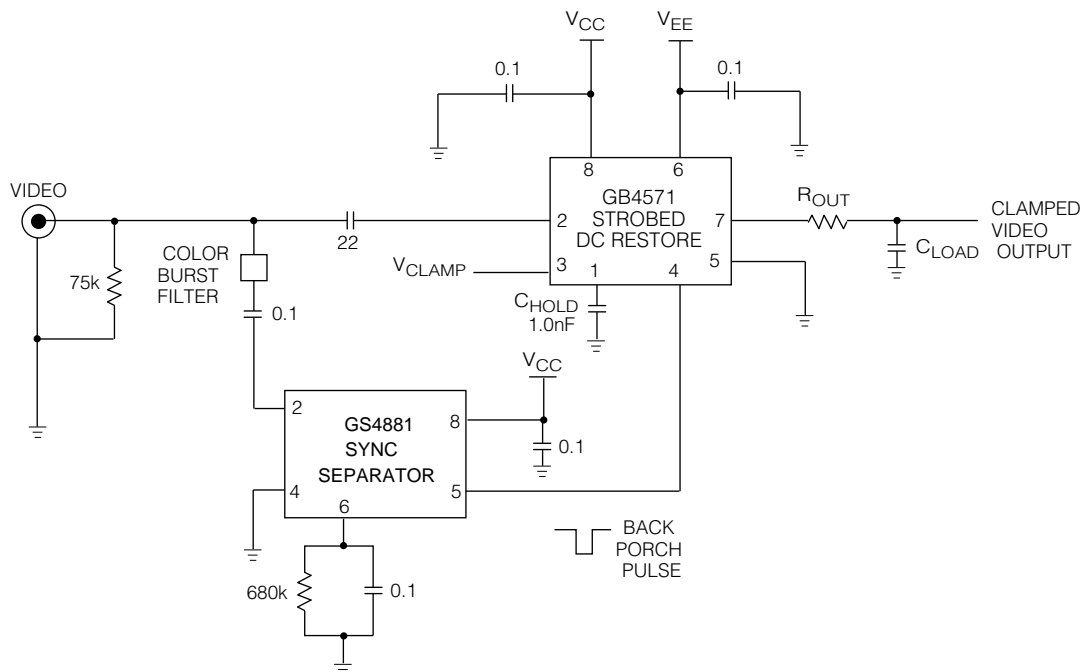 VCC
VEE
0.1
0.1
8
6
VIDEO
GB4571
STROBED
DC RESTORE
2
7
ROUT
CLAMPED
VIDEO
OUTPUT
22
COLOR
BURST
FILTER
75k
VCLAMP
3
1
4
5
CLOAD
CHOLD
1.0nF
0.1
VCC
2
GS4881
SYNC
SEPARATOR
8
0.1
4
5
6
BACK
PORCH
PULSE
680k
0.1